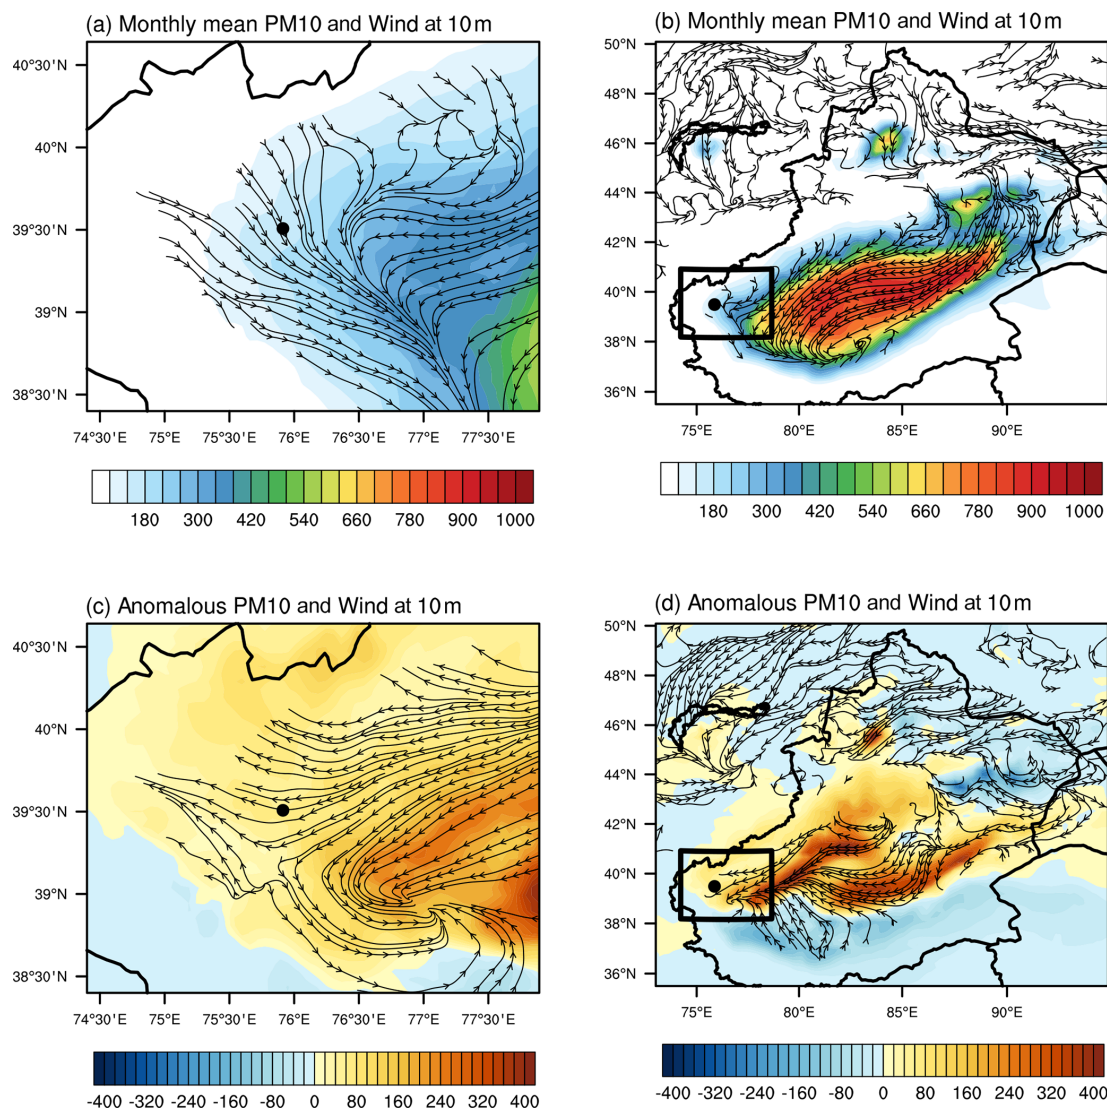 (a) Monthly mean PM10 and Wind at 10m
40°30'N
40°N
39°30'N
39°N
38°30'N
74°30'E 75°E 75°30'E 76°E 76°30'E 77°E 77°30'E
180 300 420 540 660 780 900 1000
(b) Monthly mean PM10 and Wind at 10m
50°N
48°N
46°N
44°N
42°N
40°N
38°N
36°N
75°E 80°E 85°E 90°E
180 300 420 540 660 780 900 1000
(c) Anomalous PM10 and Wind at 10m
40°30'N
40°N
39°30'N
39°N
38°30'N
74°30'E 75°E 75°30'E 76°E 76°30'E 77°E 77°30'E
-400 -320 -240 -160 -80 0 80 160 240 320 400
(d) Anomalous PM10 and Wind at 10m
50°N
48°N
46°N
44°N
42°N
40°N
38°N
36°N
75°E 80°E 85°E 90°E
-400 -320 -240 -160 -80 0 80 160 240 320 400